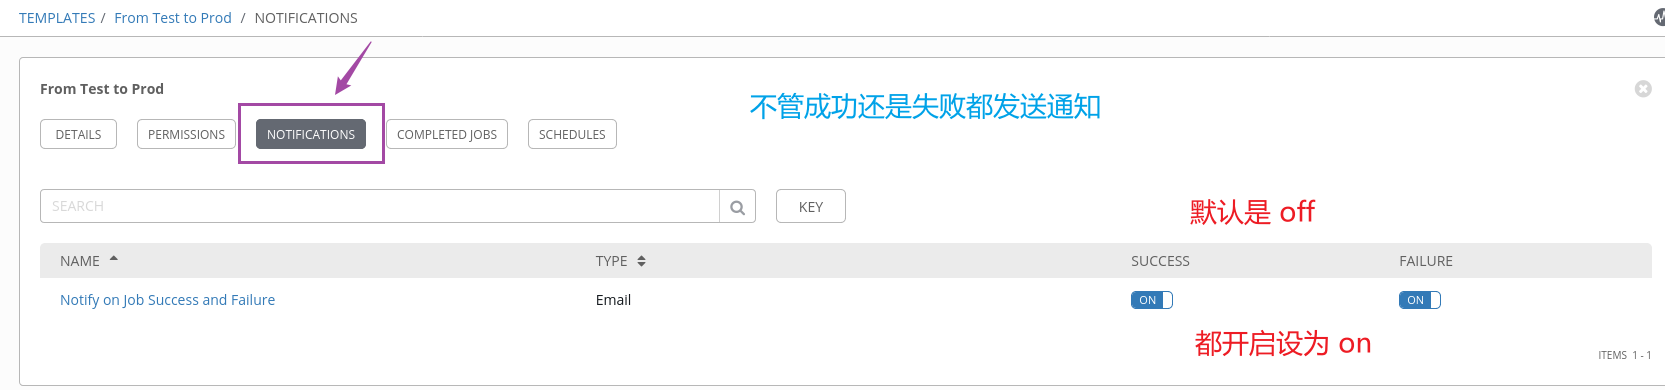 TEMPLATES / From Test to Prod / NOTIFICATIONS
From Test to Prod
不管成功还是失败都发送通知
DETAILS PERMISSIONS NOTIFICATIONS COMPLETED JOBS SCHEDULES
SEARCH KEY
默认是 off
NAME TYPE SUCCESS FAILURE
Notify on Job Success and Failure Email ON ON
都开启设为 on
ITEMS 1 - 1